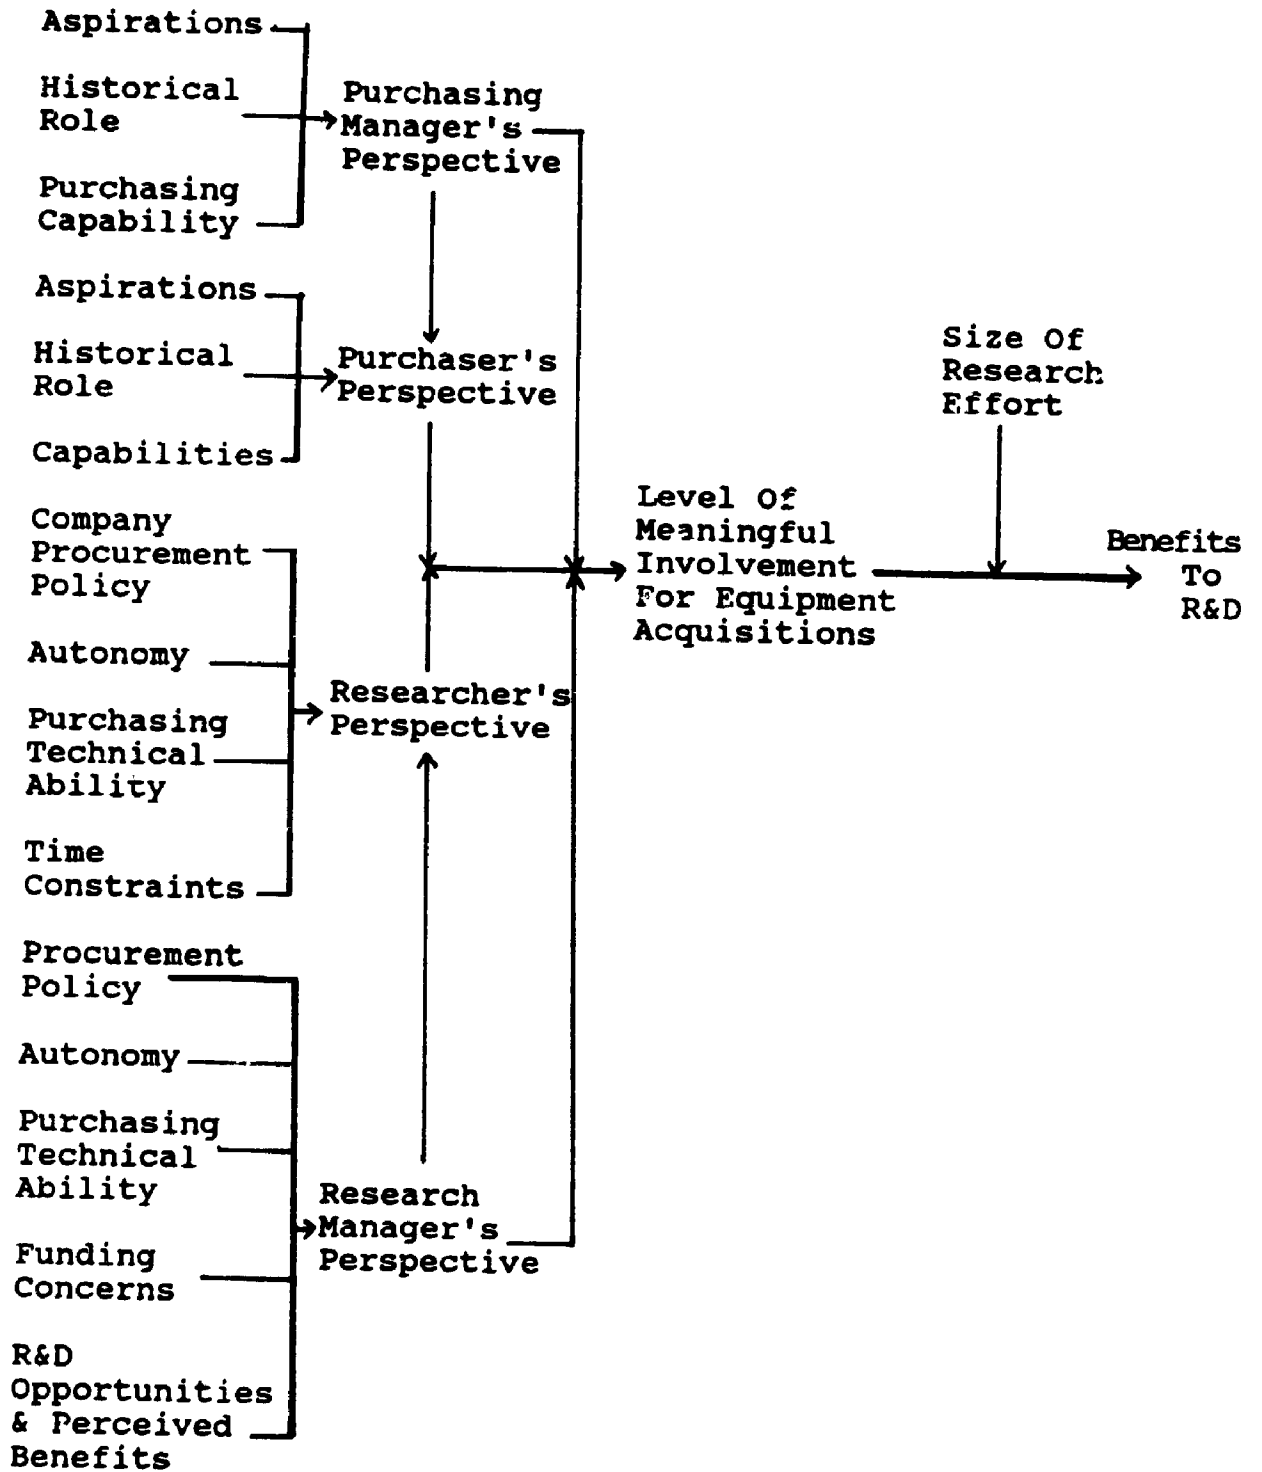 Aspirations
Historical
Role
Purchasing
Capability
Purchasing
Manager's
Perspective
Aspirations
Historical
Role
Capabilities
Purchaser's
Perspective
Company
Procurement
Policy
Autonomy
Purchasing
Technical
Ability
Time
Constraints
Researcher's
Perspective
Procurement
Policy
Autonomy
Purchasing
Technical
Ability
Funding
Concerns
R&D
Opportunities
& Perceived
Benefits
Research
Manager's
Perspective
Level Of
Meaningful
Involvement
For Equipment
Acquisitions
Size Of
Research
Effort
Benefits
To
R&D